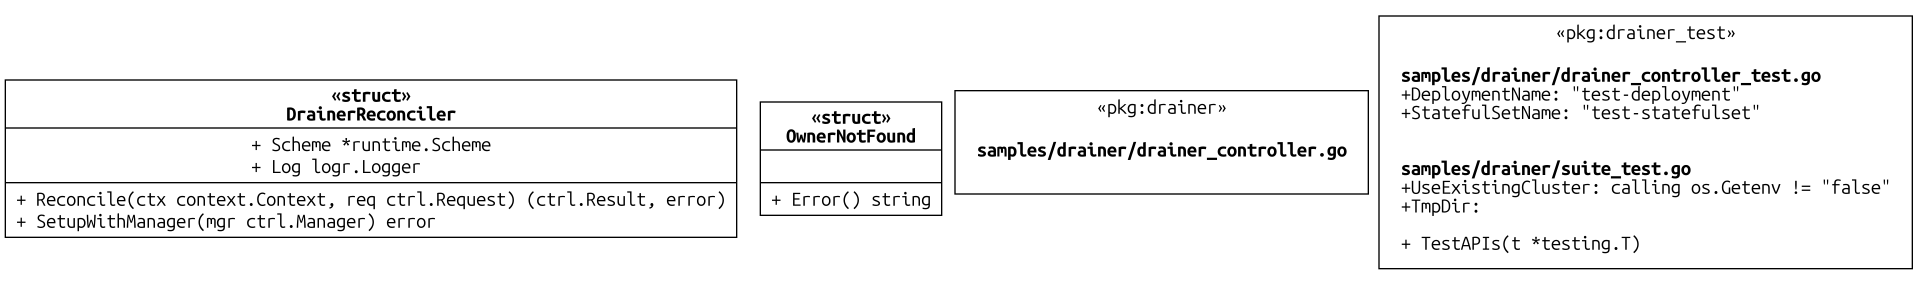 «struct»
DrainerReconciler
+ Scheme *runtime.Scheme
+ Log logr.Logger
+ Reconcile(ctx context.Context, req ctrl.Request) (ctrl.Result, error)
+ SetupWithManager(mgr ctrl.Manager) error
«struct»
OwnerNotFound
+ Error() string
«pkg:drainer»
samples/drainer/drainer_controller.go
«pkg:drainer_test»
samples/drainer/drainer_controller_test.go
+DeploymentName: "test-deployment"
+StatefulSetName: "test-statefulset"
samples/drainer/suite_test.go
+UseExistingCluster: calling os.Getenv != "false"
+TmpDir:
+ TestAPIs(t *testing.T)